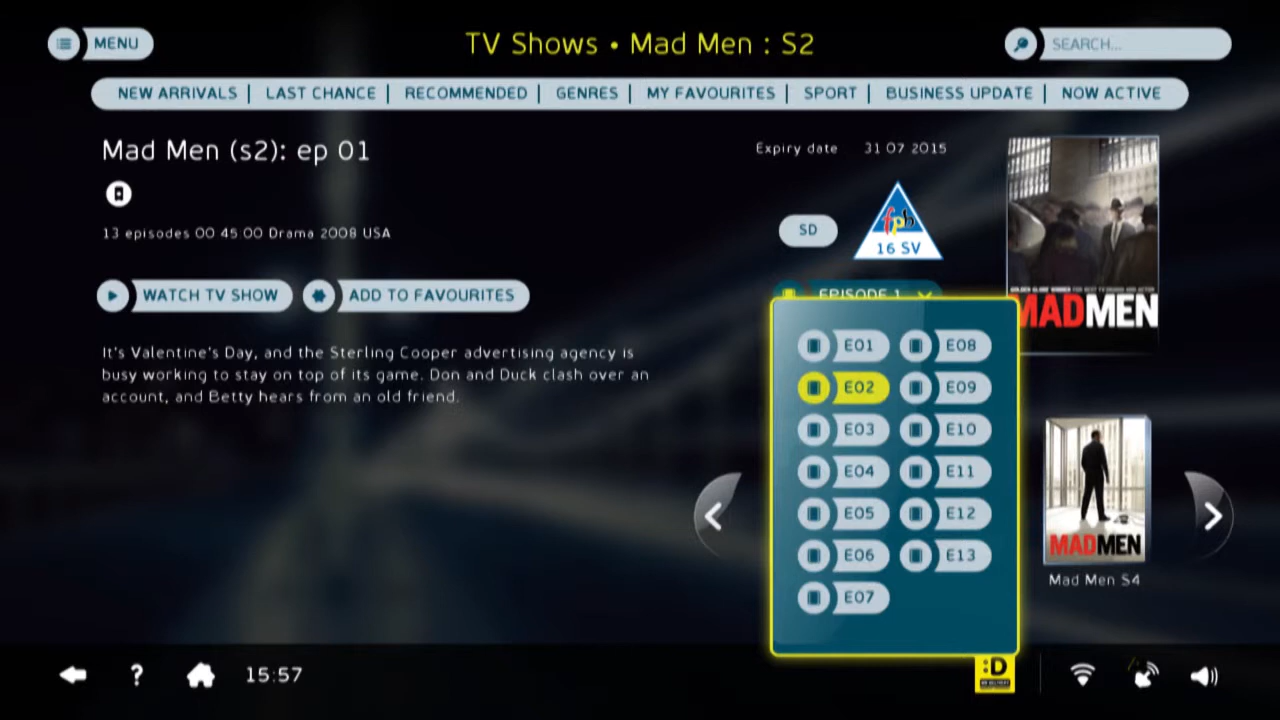 MENU
TV Shows • Mad Men : S2
SEARCH...
NEW ARRIVALS | LAST CHANCE | RECOMMENDED | GENRES | MY FAVOURITES | SPORT | BUSINESS UPDATE | NOW ACTIVE
Mad Men (s2): ep 01
Expiry date 31 07 2015
13 episodes 00 45 00 Drama 2008 USA
SD
fpb
16 SV
WATCH TV SHOW
ADD TO FAVOURITES
EPISODE 1
MADMEN
It's Valentine's Day, and the Sterling Cooper advertising agency is
busy working to stay on top of its game. Don and Duck clash over an
account, and Betty hears from an old friend.
E01 E08
E02 E09
E03 E10
E04 E11
E05 E12
E06 E13
E07
MADMEN
Mad Men S4
? 15:57
:D